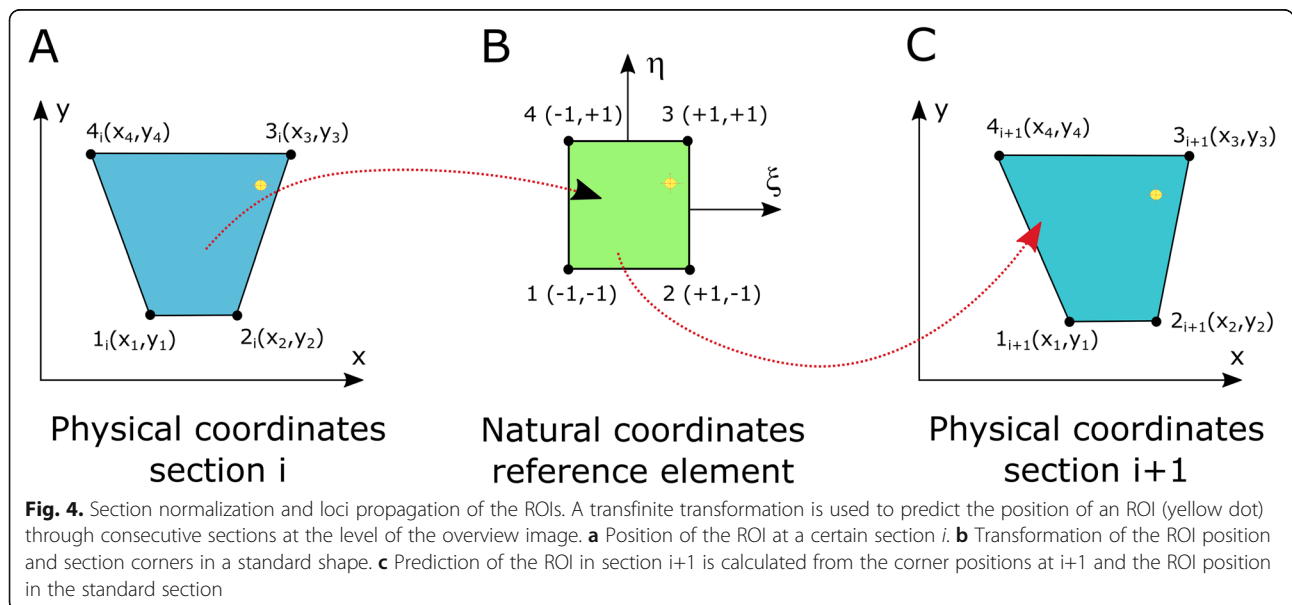 A
B
C
y
η
y
4ᵢ(x₄,y₄)
3ᵢ(x₃,y₃)
4 (-1,+1)
3 (+1,+1)
4ᵢ₊₁(x₄,y₄)
3ᵢ₊₁(x₃,y₃)
ξ
1 (-1,-1)
2 (+1,-1)
1ᵢ(x₁,y₁)
2ᵢ(x₂,y₂)
2ᵢ₊₁(x₂,y₂)
1ᵢ₊₁(x₁,y₁)
x
x
Physical coordinates
section i
Natural coordinates
reference element
Physical coordinates
section i+1
Fig. 4. Section normalization and loci propagation of the ROIs. A transfinite transformation is used to predict the position of an ROI (yellow dot)
through consecutive sections at the level of the overview image. a Position of the ROI at a certain section i. b Transformation of the ROI position
and section corners in a standard shape. c Prediction of the ROI in section i+1 is calculated from the corner positions at i+1 and the ROI position
in the standard section